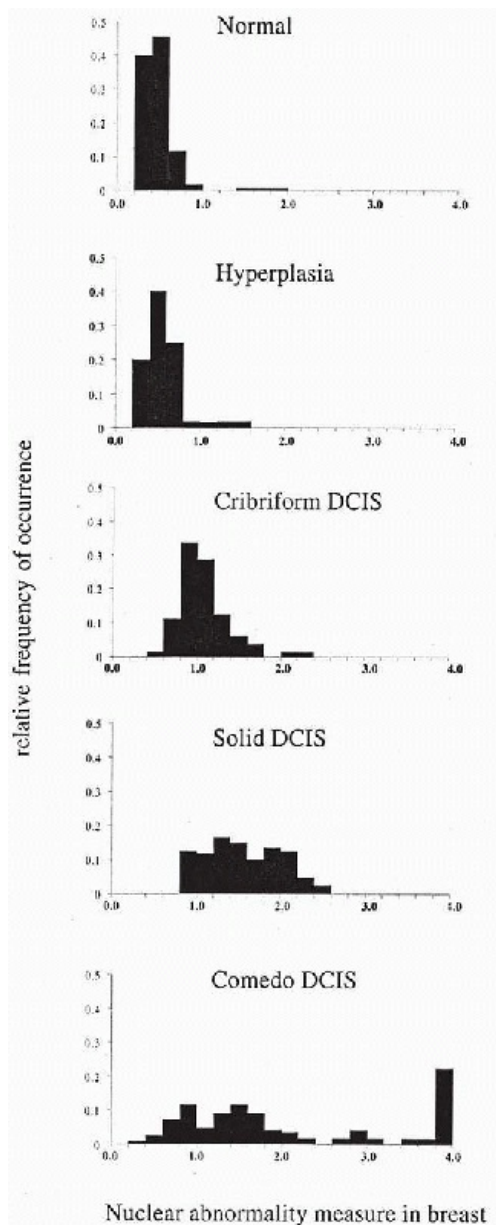 Normal
0.5
0.4
0.3
0.2
0.1
0
0.0 1.0 2.0 3.0 4.0
Hyperplasia
0.5
0.4
0.3
0.2
0.1
0
0.0 1.0 2.0 3.0 4.0
relative frequency of occurrence
Cribriform DCIS
0.5
0.4
0.3
0.2
0.1
0
0.0 1.0 2.0 3.0 4.0
Solid DCIS
0.5
0.4
0.3
0.2
0.1
0
0.0 1.0 2.0 3.0 4.0
Comedo DCIS
0.5
0.4
0.3
0.2
0.1
0
0.0 1.0 2.0 3.0 4.0
Nuclear abnormality measure in breast